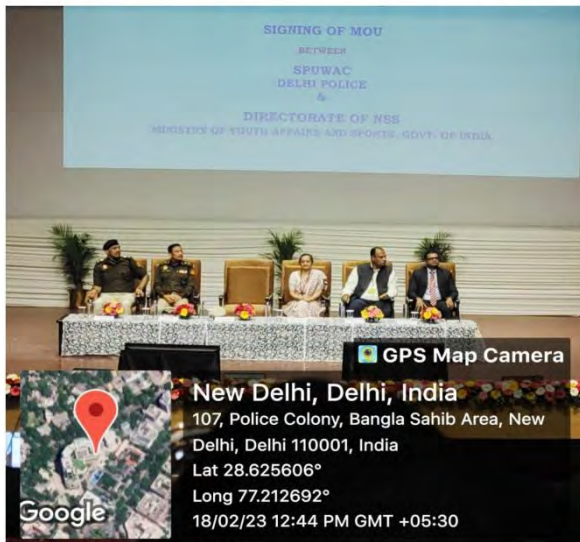 SIGNING OF MOU
BETWEEN
SPUWAC
DELHI POLICE
&
DIRECTORATE OF NSS
MINISTRY OF YOUTH AFFAIRS AND SPORTS, GOVT. OF INDIA
GPS Map Camera
New Delhi, Delhi, India
107, Police Colony, Bangla Sahib Area, New
Delhi, Delhi 110001, India
Lat 28.625606°
Long 77.212692°
18/02/23 12:44 PM GMT +05:30
Google